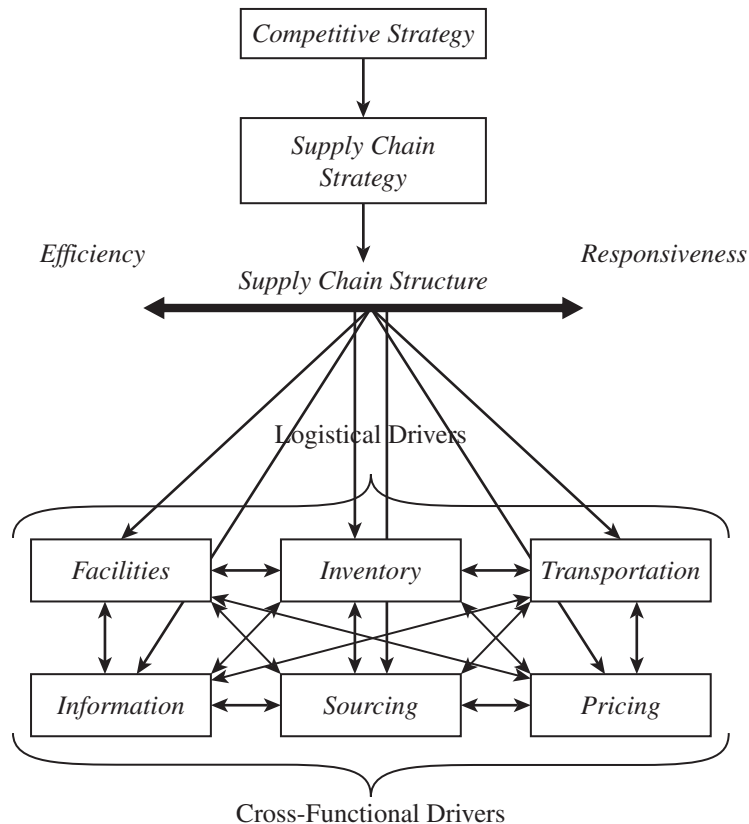 Competitive Strategy
Supply Chain
Strategy
Efficiency
Responsiveness
Supply Chain Structure
Logistical Drivers
Facilities
Inventory
Transportation
Information
Sourcing
Pricing
Cross-Functional Drivers